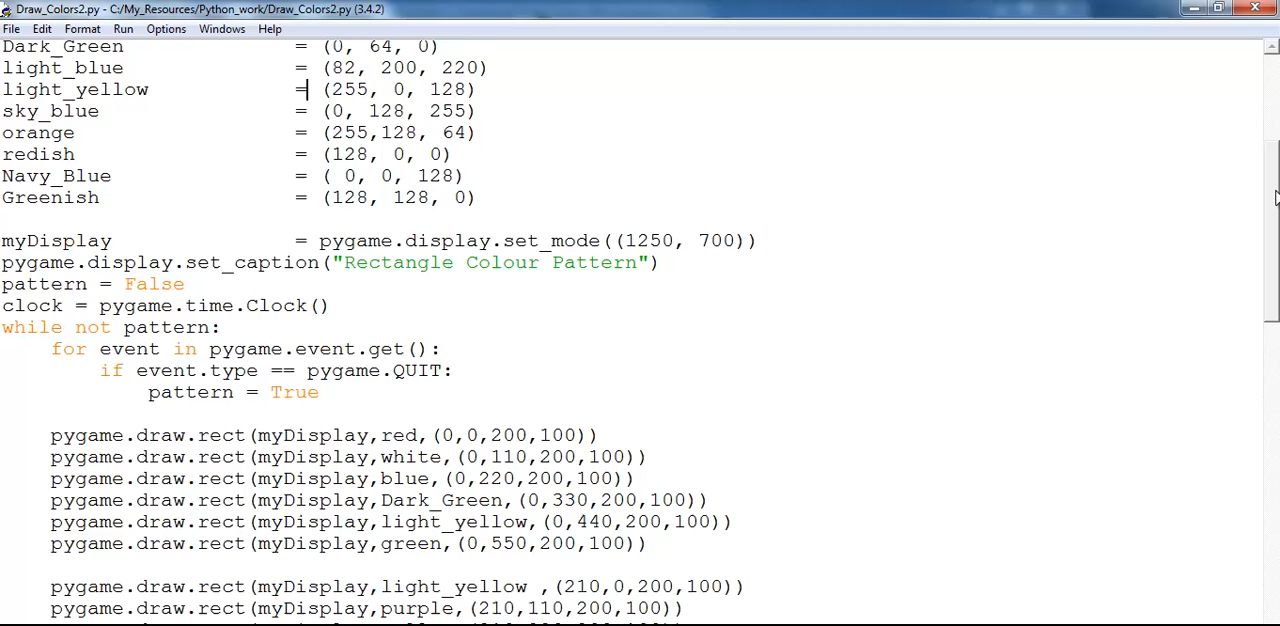 Draw_Colors2.py - C:/My_Resources/Python_work/Draw_Colors2.py (3.4.2)
File Edit Format Run Options Windows Help
Dark_Green = (0, 64, 0)
light_blue = (82, 200, 220)
light_yellow = (255, 0, 128)
sky_blue = (0, 128, 255)
orange = (255,128, 64)
redish = (128, 0, 0)
Navy_Blue = ( 0, 0, 128)
Greenish = (128, 128, 0)
myDisplay = pygame.display.set_mode((1250, 700))
pygame.display.set_caption("Rectangle Colour Pattern")
pattern = False
clock = pygame.time.Clock()
while not pattern:
for event in pygame.event.get():
if event.type == pygame.QUIT:
pattern = True
pygame.draw.rect(myDisplay,red,(0,0,200,100))
pygame.draw.rect(myDisplay,white,(0,110,200,100))
pygame.draw.rect(myDisplay,blue,(0,220,200,100))
pygame.draw.rect(myDisplay,Dark_Green,(0,330,200,100))
pygame.draw.rect(myDisplay,light_yellow,(0,440,200,100))
pygame.draw.rect(myDisplay,green,(0,550,200,100))
pygame.draw.rect(myDisplay,light_yellow ,(210,0,200,100))
pygame.draw.rect(myDisplay,purple,(210,110,200,100))